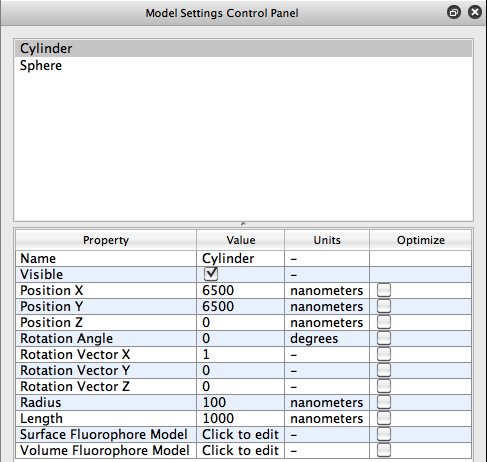 Model Settings Control Panel
Cylinder
Sphere
Property Value Units Optimize
Name Cylinder –
Visible –
Position X 6500 nanometers
Position Y 6500 nanometers
Position Z 0 nanometers
Rotation Angle 0 degrees
Rotation Vector X 1 –
Rotation Vector Y 0 –
Rotation Vector Z 0 –
Radius 100 nanometers
Length 1000 nanometers
Surface Fluorophore Model Click to edit –
Volume Fluorophore Model Click to edit –